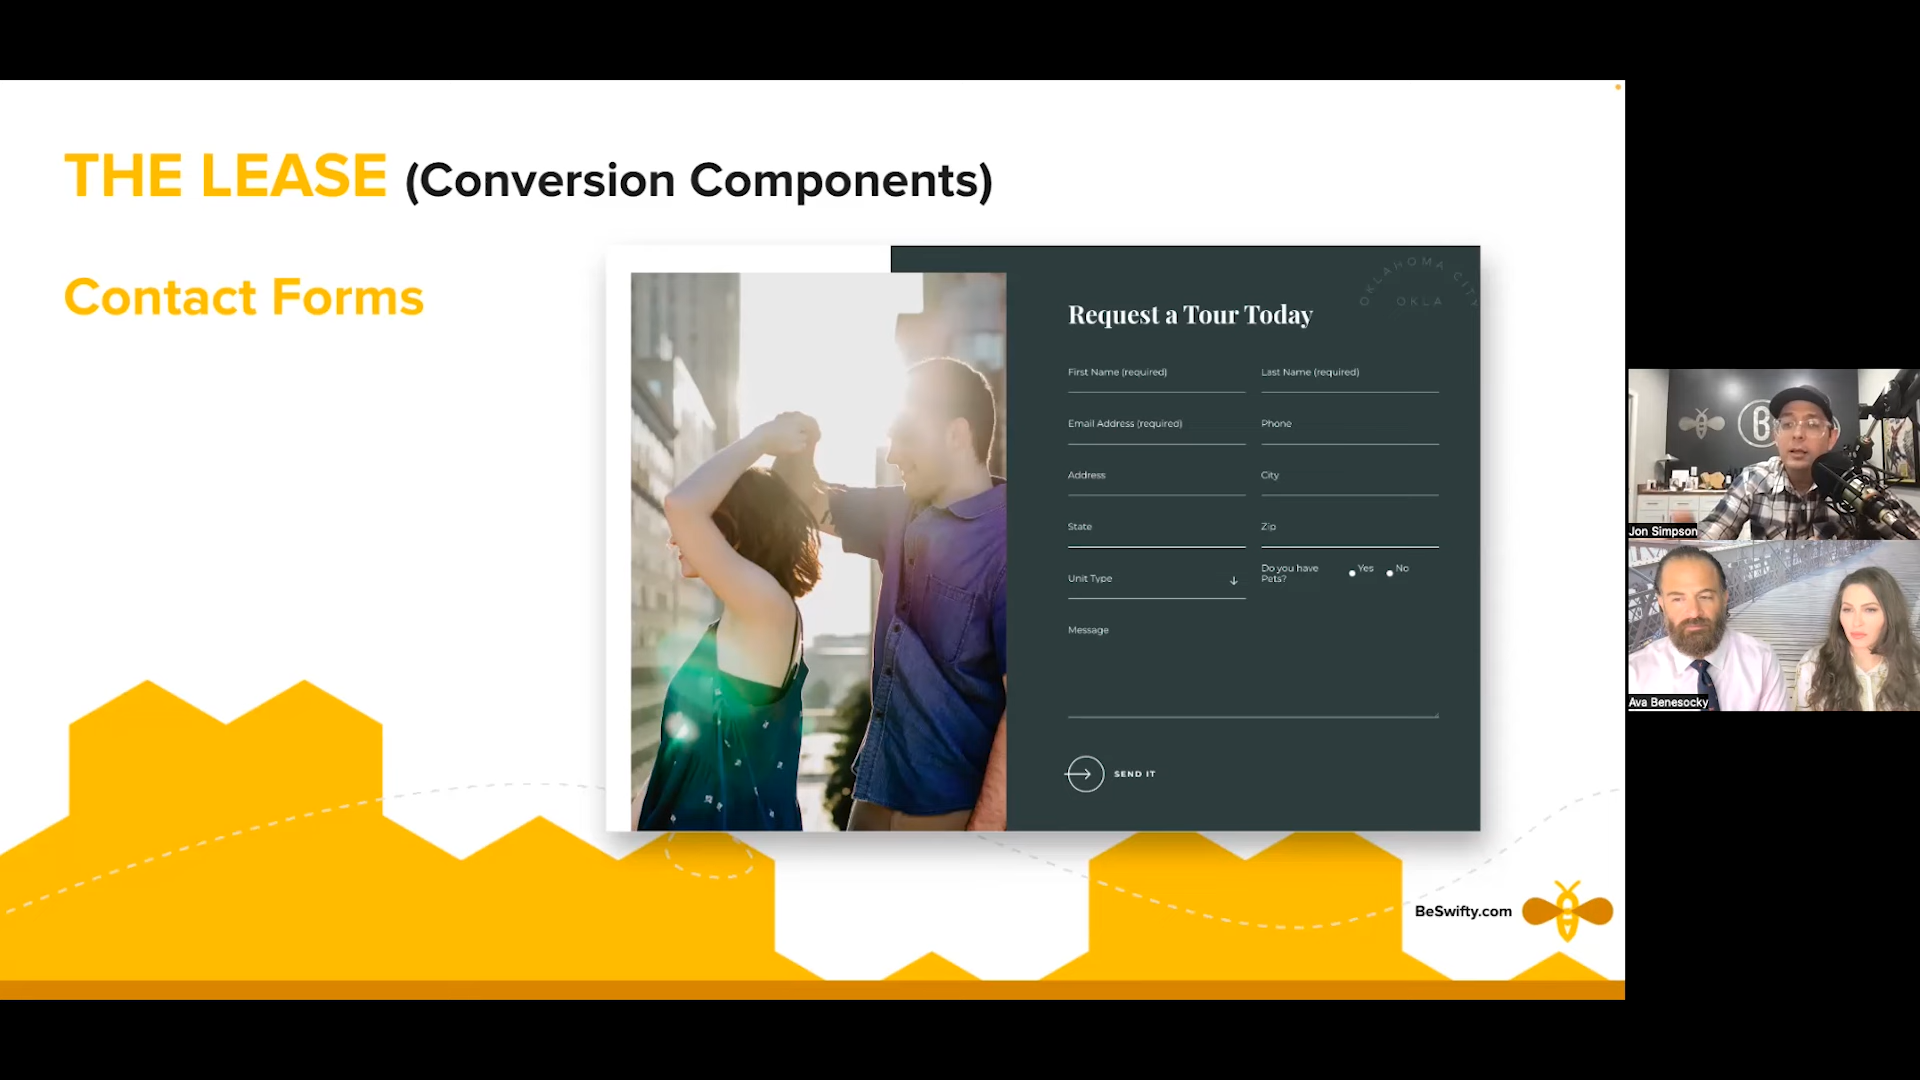 THE LEASE (Conversion Components)
Contact Forms
OKLAHOMA CITY
OKLA
Request a Tour Today
First Name (required)
Last Name (required)
Email Address (required)
Phone
Address
City
State
Zip
Unit Type
Do you have
Pets?
Yes
No
Message
SEND IT
BeSwifty.com
B
Jon Simpson
Ava Benesocky